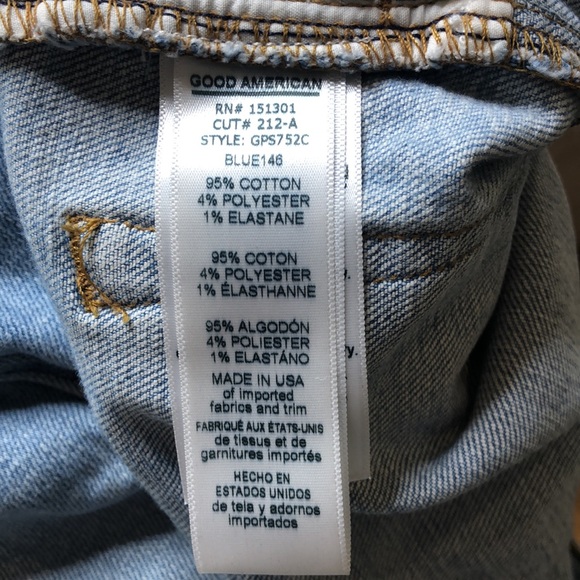 GOOD AMERICAN
RN# 151301
CUT# 212-A
STYLE: GPS752C
BLUE146
95% COTTON
4% POLYESTER
1% ELASTANE
95% COTON
4% POLYESTER
1% ÉLASTHANNE
95% ALGODÓN
4% POLIESTER
1% ELASTÁNO
MADE IN USA
of imported
fabrics and trim
FABRIQUÉ AUX ÉTATS-UNIS
de tissus et de
garnitures importés
HECHO EN
ESTADOS UNIDOS
de tela y adornos
importados